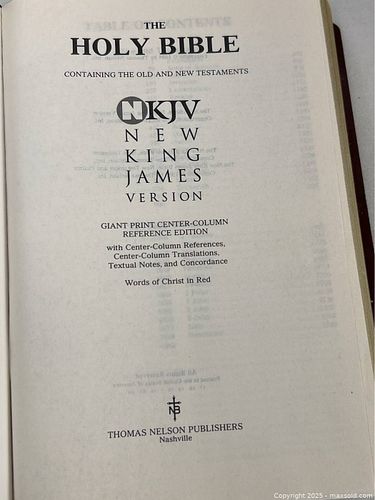 THE
HOLY BIBLE
CONTAINING THE OLD AND NEW TESTAMENTS
NKJV
NEW
KING
JAMES
VERSION
GIANT PRINT CENTER-COLUMN
REFERENCE EDITION
with Center-Column References,
Center-Column Translations,
Textual Notes, and Concordance
Words of Christ in Red
NB
THOMAS NELSON PUBLISHERS
Nashville
Copyright © 2025 - maxsold.com